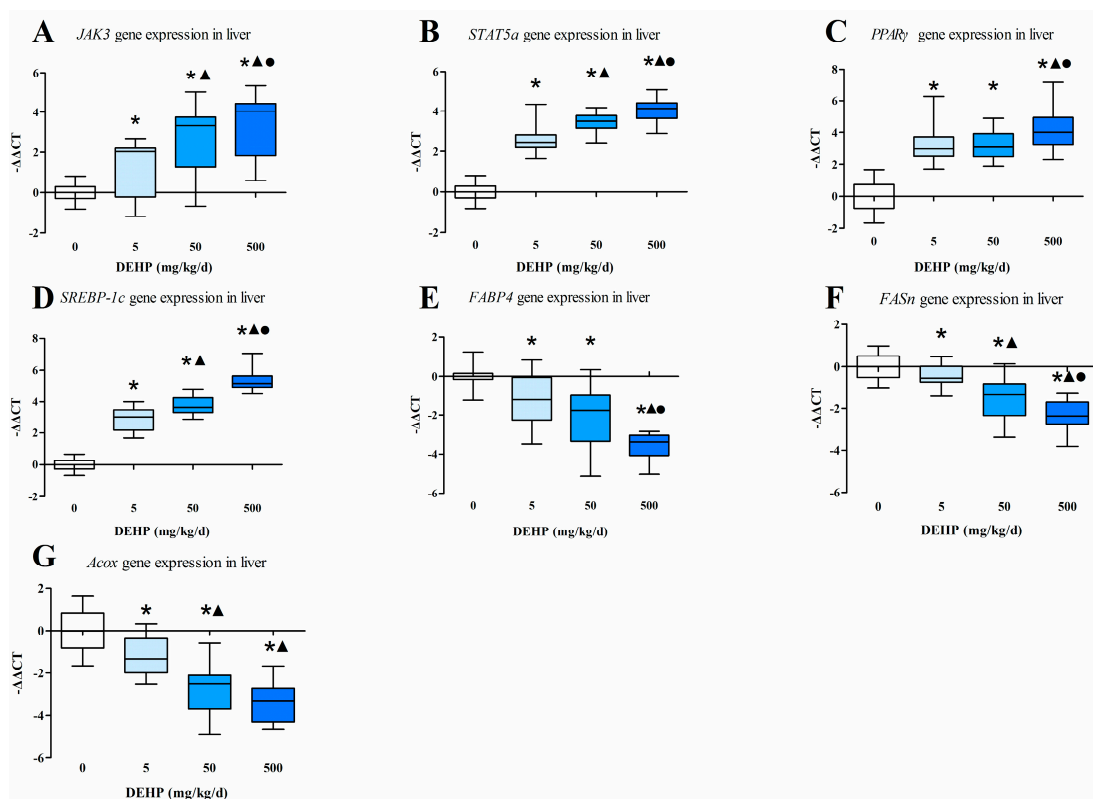 A JAK3 gene expression in liver
* *▲ *▲●
6
4
2
0
-2
-ΔΔCT
0 5 50 500
DEHP (mg/kg/d)
B STAT5a gene expression in liver
* *▲ *▲●
6
4
2
0
-2
-ΔΔCT
0 5 50 500
DEHP (mg/kg/d)
C PPARγ gene expression in liver
* * *▲●
8
6
4
2
0
-2
-ΔΔCT
0 5 50 500
DEHP (mg/kg/d)
D SREBP-1c gene expression in liver
* *▲ *▲●
8
6
4
2
0
-2
-ΔΔCT
0 5 50 500
DEHP (mg/kg/d)
E FABP4 gene expression in liver
* * *▲●
2
0
-2
-4
-6
-ΔΔCT
0 5 50 500
DEHP (mg/kg/d)
F FASn gene expression in liver
* *▲ *▲●
2
0
-2
-4
-6
-ΔΔCT
0 5 50 500
DEHP (mg/kg/d)
G Acox gene expression in liver
* *▲ *▲
2
0
-2
-4
-6
-ΔΔCT
0 5 50 500
DEHP (mg/kg/d)